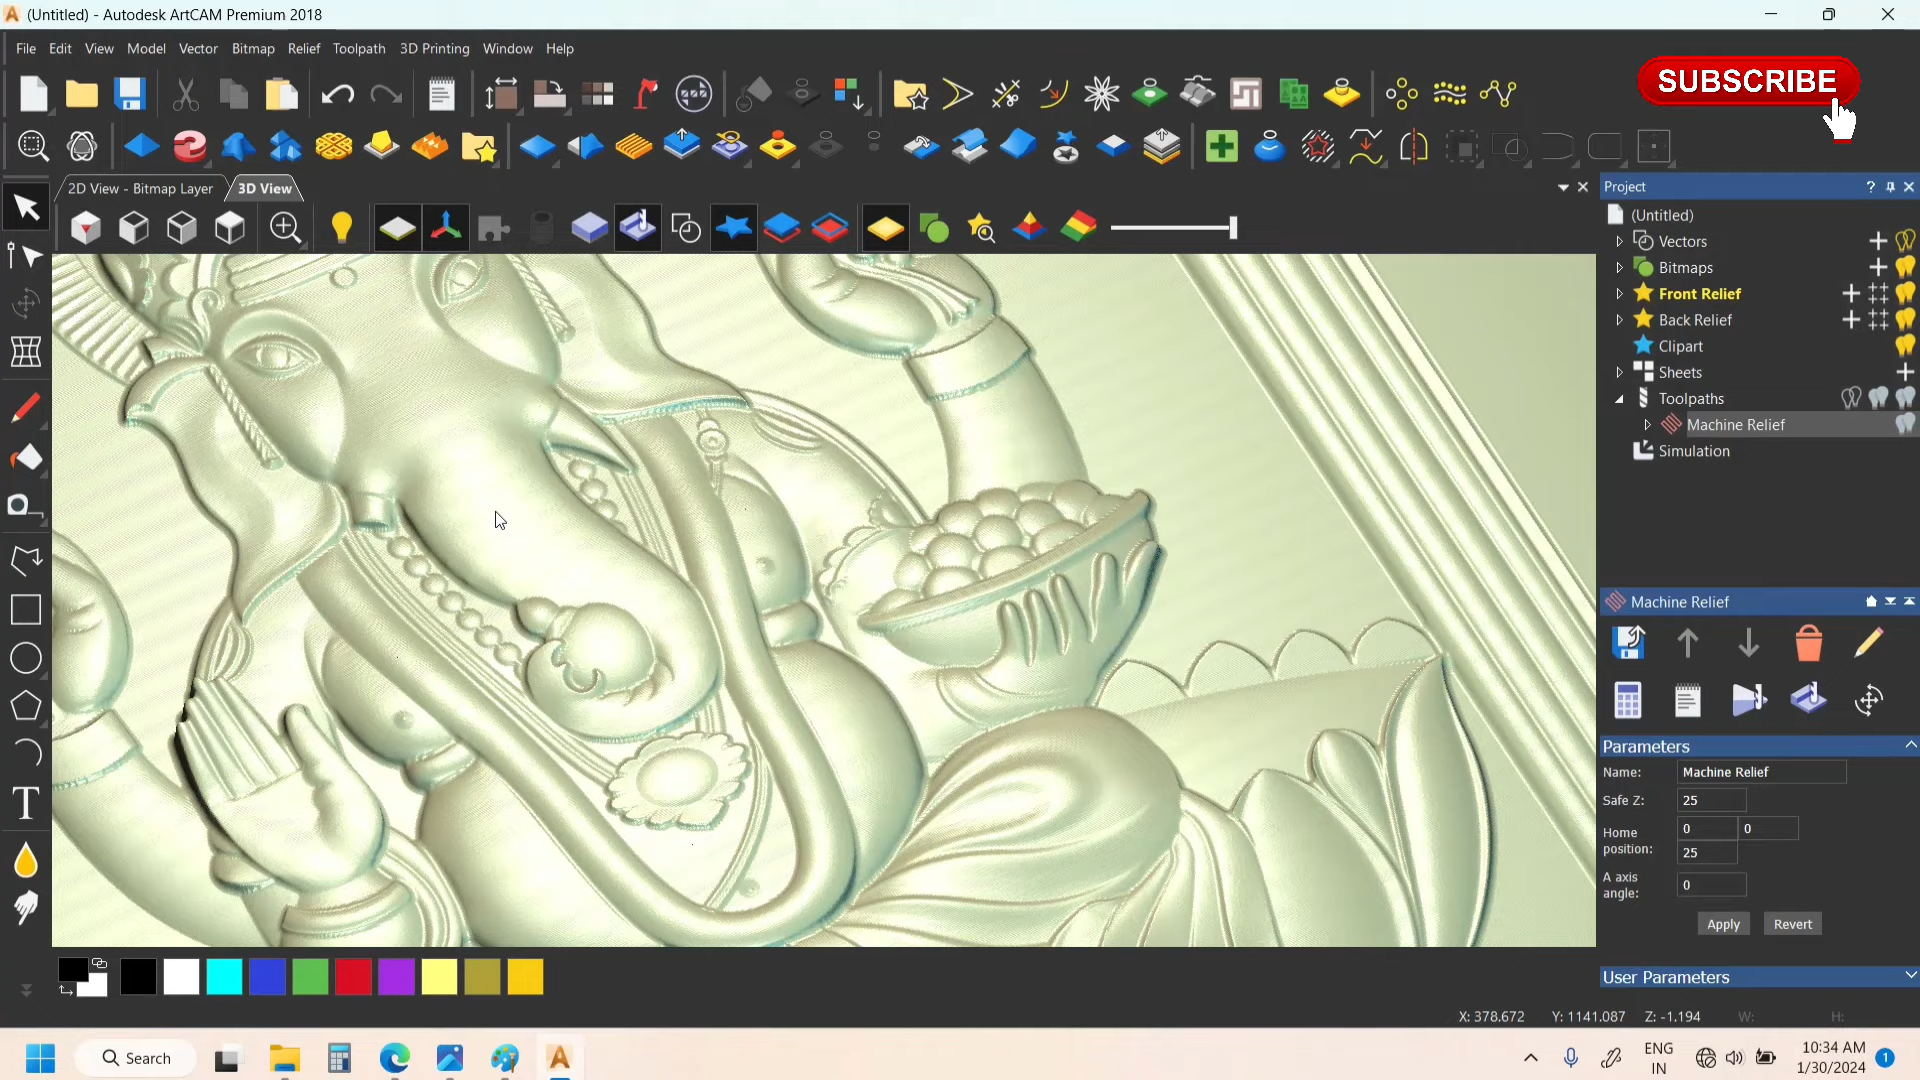 (Untitled) - Autodesk ArtCAM Premium 2018
File Edit View Model Vector Bitmap Relief Toolpath 3D Printing Window Help
SUBSCRIBE
2D View - Bitmap Layer 3D View
Project ?
(Untitled)
Vectors
Bitmaps
Front Relief
Back Relief
Clipart
Sheets
Toolpaths
Machine Relief
Simulation
Machine Relief
Parameters
Name: Machine Relief
Safe Z: 25
Home position: 0 0
25
A axis angle: 0
Apply Revert
User Parameters
X: 378.672 Y: 1141.087 Z: -1.194 W: H:
Search
ENG
IN
10:34 AM
1/30/2024
1